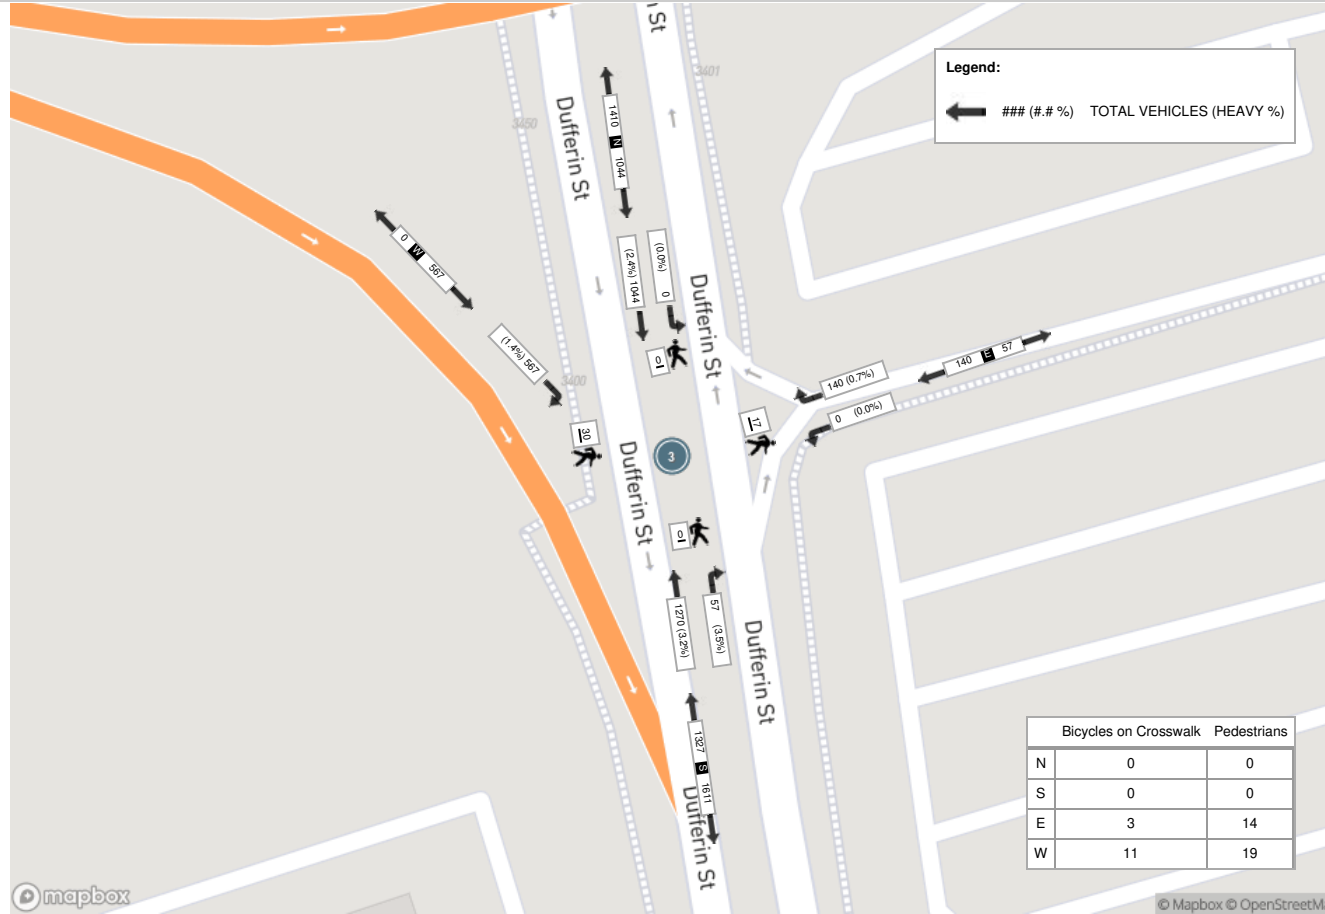 n St
3401
3450
Dufferin St
1410 N 1044
Legend:
### (#.# %) TOTAL VEHICLES (HEAVY %)
0 W 567
(2.4%) 1044
(0.0%) 0
Dufferin St
0
(1.4%) 567
3400
140 E 57
140 (0.7%)
0 (0.0%)
30
17
Dufferin St
3
0
1270 (3.2%)
57 (3.5%)
Dufferin St
1327 S 1611
Dufferin St
Bicycles on Crosswalk Pedestrians
N 0 0
S 0 0
E 3 14
W 11 19
mapbox
© Mapbox © OpenStreetMa